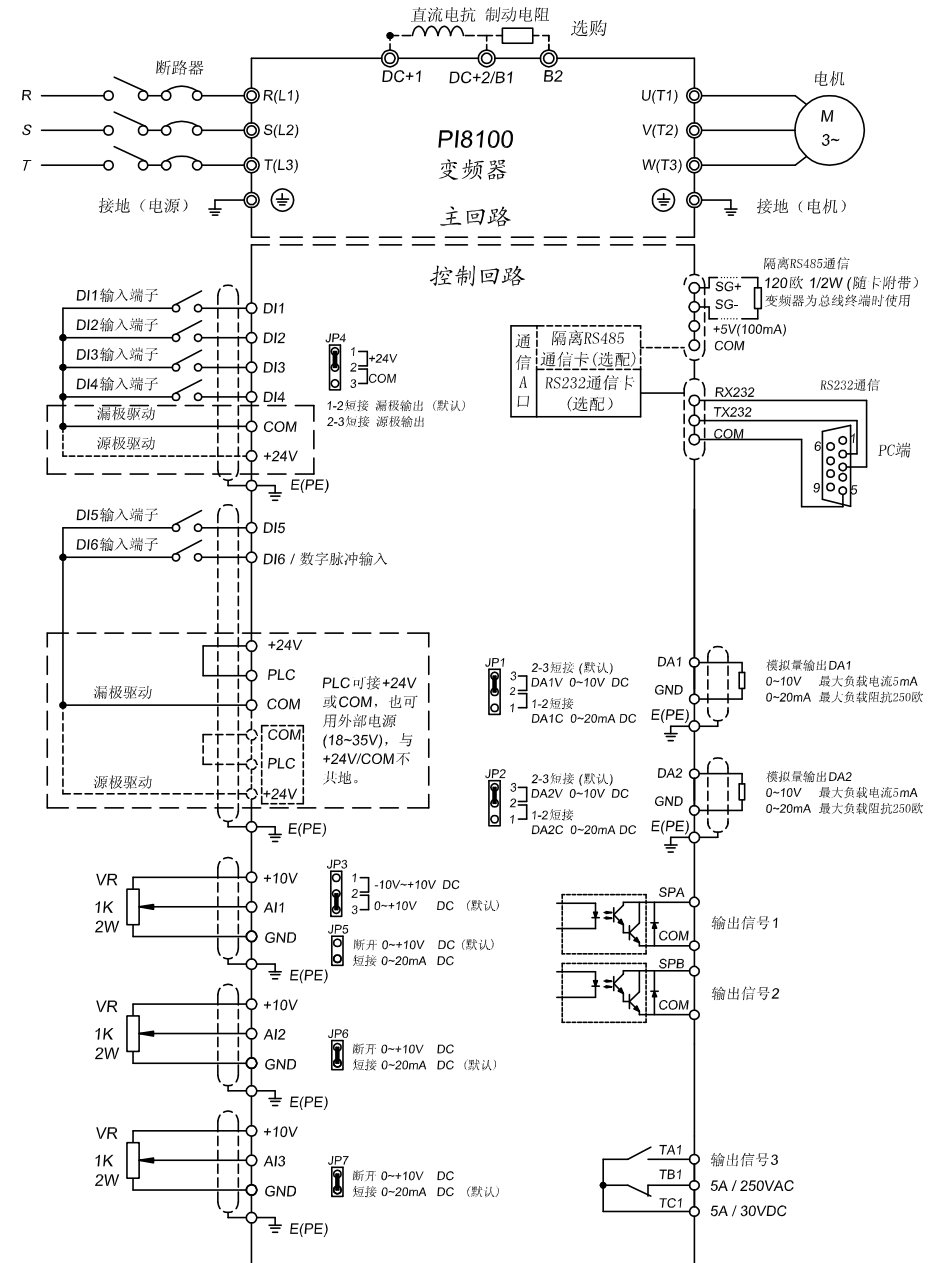 直流电抗 制动电阻 选购
DC+1 DC+2/B1 B2
断路器
R
S
T
R(L1)
S(L2)
T(L3)
接地（电源）
PI8100
变频器
主回路
U(T1)
V(T2)
W(T3)
电机
M
3~
接地（电机）
控制回路
DI1输入端子
DI2输入端子
DI3输入端子
DI4输入端子
漏极驱动
源极驱动
DI1
DI2
DI3
DI4
COM
+24V
E(PE)
JP4
1
2
3
+24V
COM
1-2短接 漏极输出（默认）
2-3短接 源极输出
通信A口
隔离RS485
通信卡(选配)
RS232通信卡
(选配）
隔离RS485通信
SG+
SG-
120欧 1/2W (随卡附带）
变频器为总线终端时使用
+5V(100mA)
COM
RS232通信
RX232
TX232
COM
6
1
9
5
PC端
DI5输入端子
DI6输入端子
DI5
DI6 / 数字脉冲输入
+24V
PLC
COM
COM
PLC
+24V
漏极驱动
源极驱动
PLC可接+24V
或COM，也可
用外部电源
(18~35V)，与
+24V/COM不
共地。
E(PE)
JP1
3
2
1
2-3短接 (默认）
DA1V 0~10V DC
1-2短接
DA1C 0~20mA DC
DA1
GND
E(PE)
模拟量输出DA1
0~10V 最大负载电流5mA
0~20mA 最大负载阻抗250欧
JP2
3
2
1
2-3短接 (默认）
DA2V 0~10V DC
1-2短接
DA2C 0~20mA DC
DA2
GND
E(PE)
模拟量输出DA2
0~10V 最大负载电流5mA
0~20mA 最大负载阻抗250欧
VR
1K
2W
+10V
AI1
GND
E(PE)
JP3
1
2
3
-10V~+10V DC
0~+10V DC （默认）
JP5
断开 0~+10V DC (默认）
短接 0~20mA DC
SPA
COM
输出信号1
SPB
COM
输出信号2
VR
1K
2W
+10V
AI2
GND
E(PE)
JP6
断开 0~+10V DC
短接 0~20mA DC （默认）
VR
1K
2W
+10V
AI3
GND
E(PE)
JP7
断开 0~+10V DC
短接 0~20mA DC （默认）
TA1
TB1
TC1
输出信号3
5A / 250VAC
5A / 30VDC